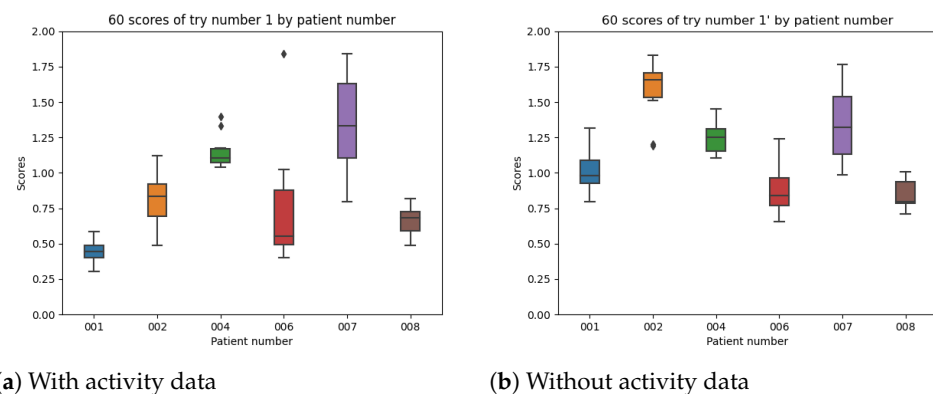 60 scores of try number 1 by patient number
2.00
1.75
1.50
1.25
1.00
0.75
0.50
0.25
0.00
Scores
001 002 004 006 007 008
Patient number
(a) With activity data
60 scores of try number 1' by patient number
2.00
1.75
1.50
1.25
1.00
0.75
0.50
0.25
0.00
Scores
001 002 004 006 007 008
Patient number
(b) Without activity data